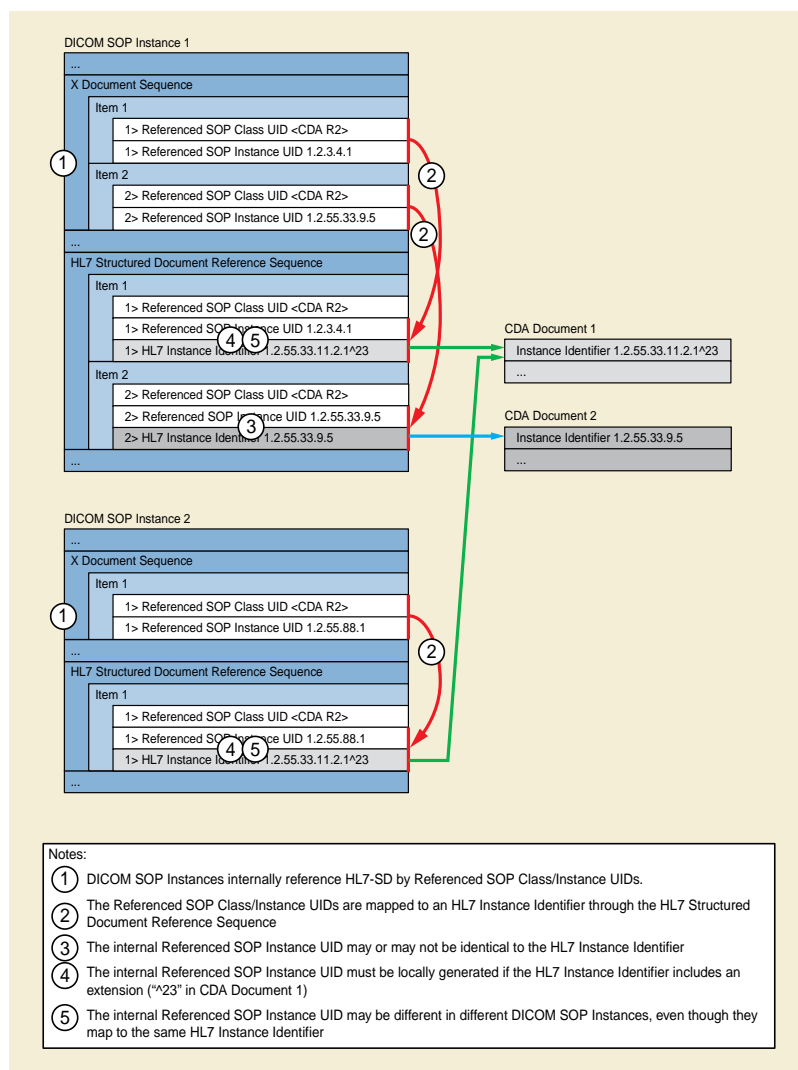 DICOM SOP Instance 1
...
X Document Sequence
Item 1
1> Referenced SOP Class UID <CDA R2>
1> Referenced SOP Instance UID 1.2.3.4.1
1
2
Item 2
2> Referenced SOP Class UID <CDA R2>
2> Referenced SOP Instance UID 1.2.55.33.9.5
2
...
HL7 Structured Document Reference Sequence
Item 1
1> Referenced SOP Class UID <CDA R2>
1> Referenced SOP Instance UID 1.2.3.4.1
4 5
1> HL7 Instance Identifier 1.2.55.33.11.2.1^23
Item 2
2> Referenced SOP Class UID <CDA R2>
2> Referenced SOP Instance UID 1.2.55.33.9.5
3
2> HL7 Instance Identifier 1.2.55.33.9.5
...
CDA Document 1
Instance Identifier 1.2.55.33.11.2.1^23
...
CDA Document 2
Instance Identifier 1.2.55.33.9.5
...
DICOM SOP Instance 2
...
X Document Sequence
Item 1
1> Referenced SOP Class UID <CDA R2>
1
1> Referenced SOP Instance UID 1.2.55.88.1
...
2
HL7 Structured Document Reference Sequence
Item 1
1> Referenced SOP Class UID <CDA R2>
1> Referenced SOP Instance UID 1.2.55.88.1
4 5
1> HL7 Instance Identifier 1.2.55.33.11.2.1^23
...
Notes:
1 DICOM SOP Instances internally reference HL7-SD by Referenced SOP Class/Instance UIDs.
2 The Referenced SOP Class/Instance UIDs are mapped to an HL7 Instance Identifier through the HL7 Structured
Document Reference Sequence
3 The internal Referenced SOP Instance UID may or may not be identical to the HL7 Instance Identifier
4 The internal Referenced SOP Instance UID must be locally generated if the HL7 Instance Identifier includes an
extension (“^23” in CDA Document 1)
5 The internal Referenced SOP Instance UID may be different in different DICOM SOP Instances, even though they
map to the same HL7 Instance Identifier